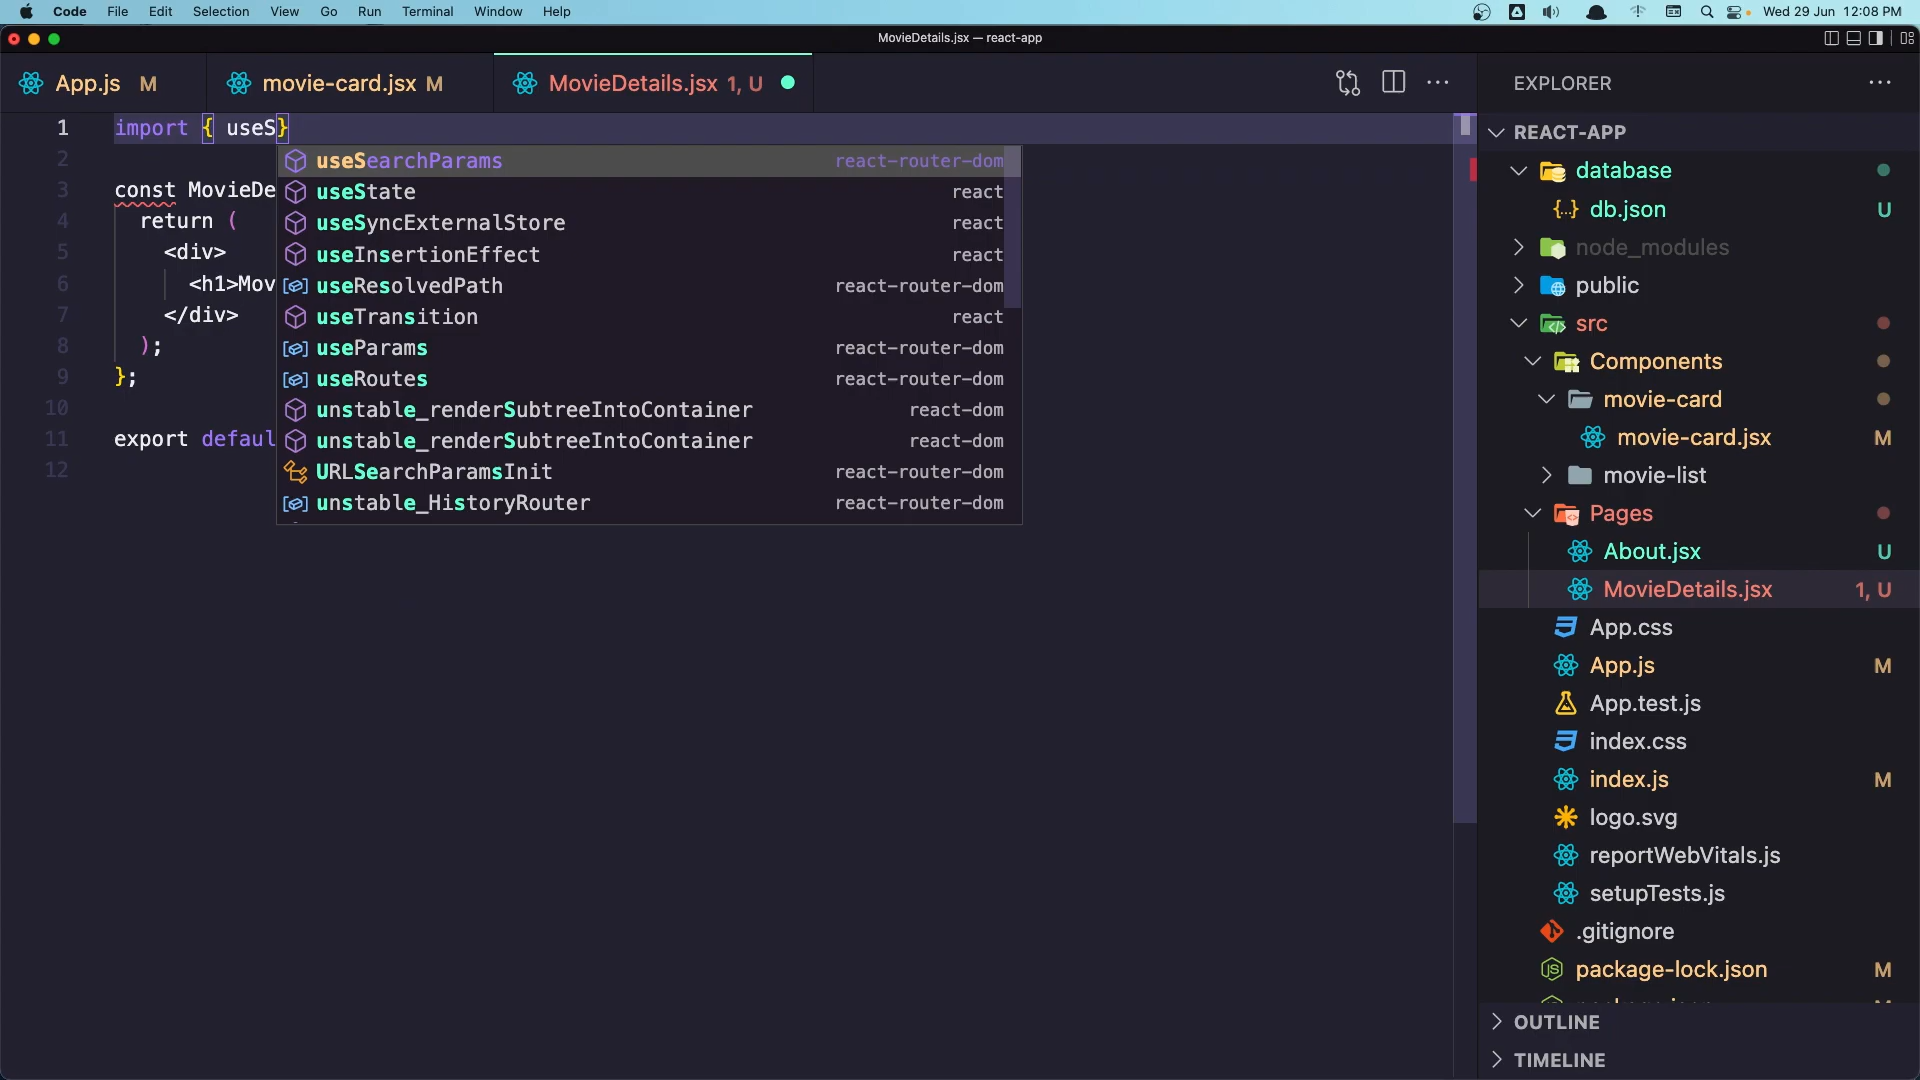 Code File Edit Selection View Go Run Terminal Window Help Wed 29 Jun 12:08 PM
MovieDetails.jsx — react-app
App.js M movie-card.jsx M MovieDetails.jsx 1, U
1 import { useS}
2
3 const MovieDe
4 return (
5 <div>
6 <h1>Mov
7 </div>
8 );
9 };
10
11 export defaul
12
useSearchParams react-router-dom
useState react
useSyncExternalStore react
useInsertionEffect react
useResolvedPath react-router-dom
useTransition react
useParams react-router-dom
useRoutes react-router-dom
unstable_renderSubtreeIntoContainer react-dom
unstable_renderSubtreeIntoContainer react-dom
URLSearchParamsInit react-router-dom
unstable_HistoryRouter react-router-dom
EXPLORER
REACT-APP
database
{..} db.json U
node_modules
public
src
Components
movie-card
movie-card.jsx M
movie-list
Pages
About.jsx U
MovieDetails.jsx 1, U
App.css
App.js M
App.test.js
index.css
index.js M
logo.svg
reportWebVitals.js
setupTests.js
.gitignore
package-lock.json M
OUTLINE
TIMELINE